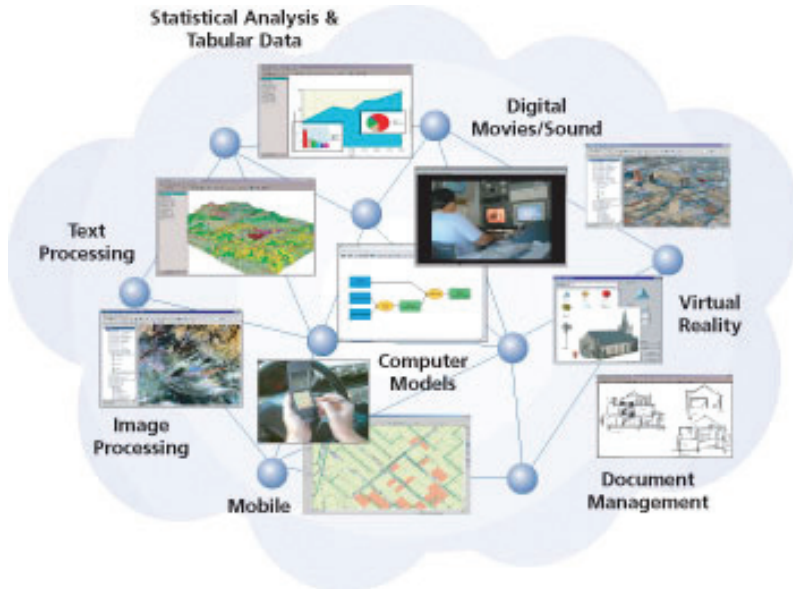 Statistical Analysis &
Tabular Data
Digital
Movies/Sound
Text
Processing
Virtual
Reality
Computer
Models
Image
Processing
Mobile
Document
Management